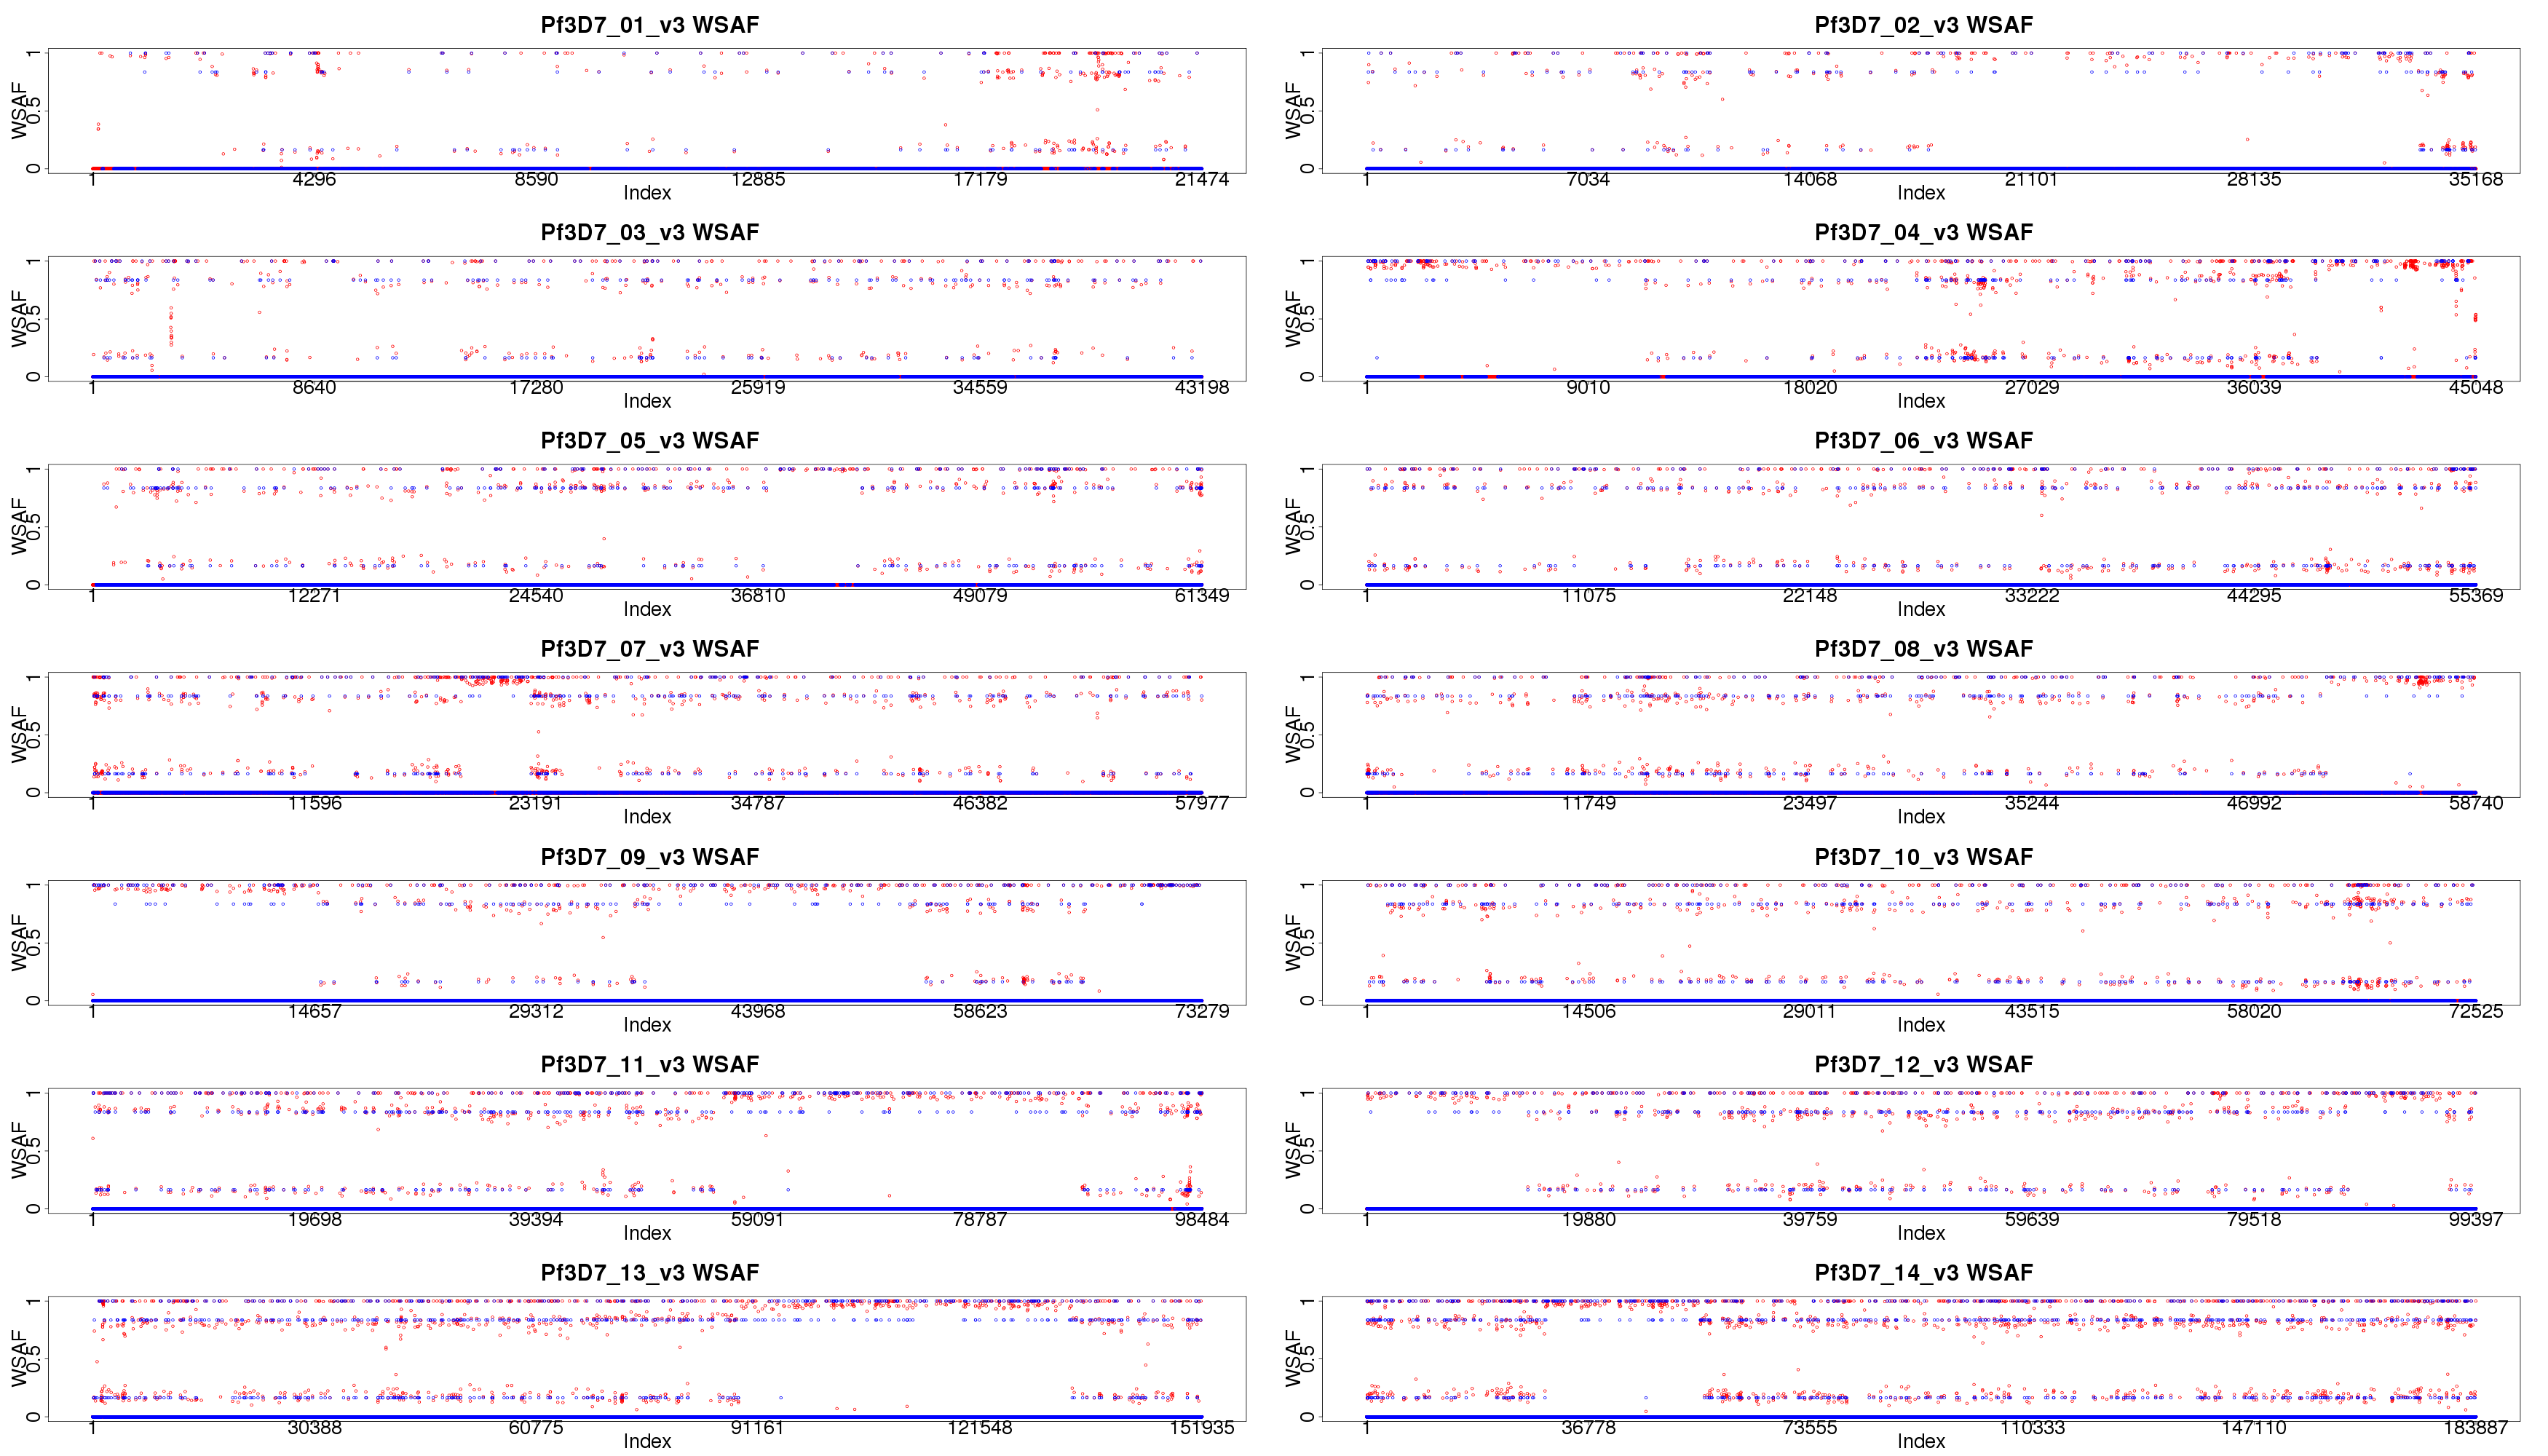 Pf3D7_01_v3 WSAF
WSAF
0 0.5 1
1 4296 8590 12885 17179 21474
Index
Pf3D7_02_v3 WSAF
WSAF
0 0.5 1
1 7034 14068 21101 28135 35168
Index
Pf3D7_03_v3 WSAF
WSAF
0 0.5 1
1 8640 17280 25919 34559 43198
Index
Pf3D7_04_v3 WSAF
WSAF
0 0.5 1
1 9010 18020 27029 36039 45048
Index
Pf3D7_05_v3 WSAF
WSAF
0 0.5 1
1 12271 24540 36810 49079 61349
Index
Pf3D7_06_v3 WSAF
WSAF
0 0.5 1
1 11075 22148 33222 44295 55369
Index
Pf3D7_07_v3 WSAF
WSAF
0 0.5 1
1 11596 23191 34787 46382 57977
Index
Pf3D7_08_v3 WSAF
WSAF
0 0.5 1
1 11749 23497 35244 46992 58740
Index
Pf3D7_09_v3 WSAF
WSAF
0 0.5 1
1 14657 29312 43968 58623 73279
Index
Pf3D7_10_v3 WSAF
WSAF
0 0.5 1
1 14506 29011 43515 58020 72525
Index
Pf3D7_11_v3 WSAF
WSAF
0 0.5 1
1 19698 39394 59091 78787 98484
Index
Pf3D7_12_v3 WSAF
WSAF
0 0.5 1
1 19880 39759 59639 79518 99397
Index
Pf3D7_13_v3 WSAF
WSAF
0 0.5 1
1 30388 60775 91161 121548 151935
Index
Pf3D7_14_v3 WSAF
WSAF
0 0.5 1
1 36778 73555 110333 147110 183887
Index